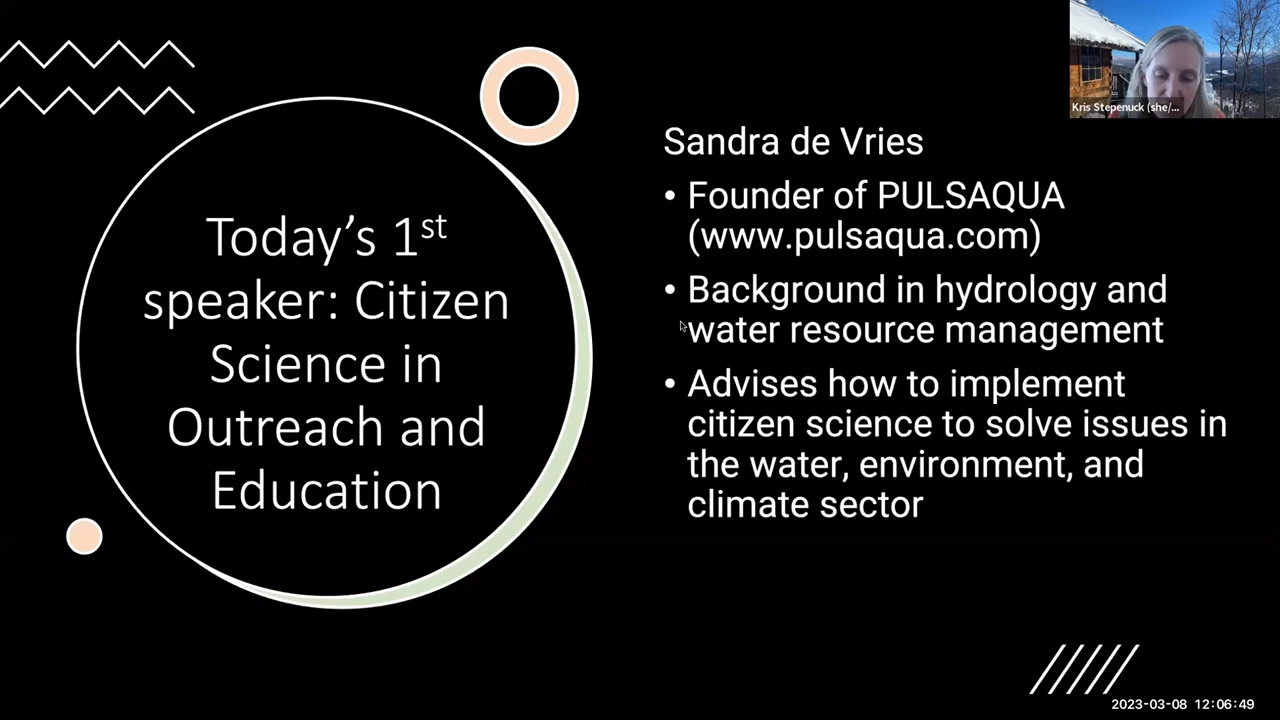 Today's 1st
speaker: Citizen
Science in
Outreach and
Education
Sandra de Vries
• Founder of PULSAQUA
(www.pulsaqua.com)
• Background in hydrology and
water resource management
• Advises how to implement
citizen science to solve issues in
the water, environment, and
climate sector
Kris Stepenuck (she/...
2023-03-08 12:06:49